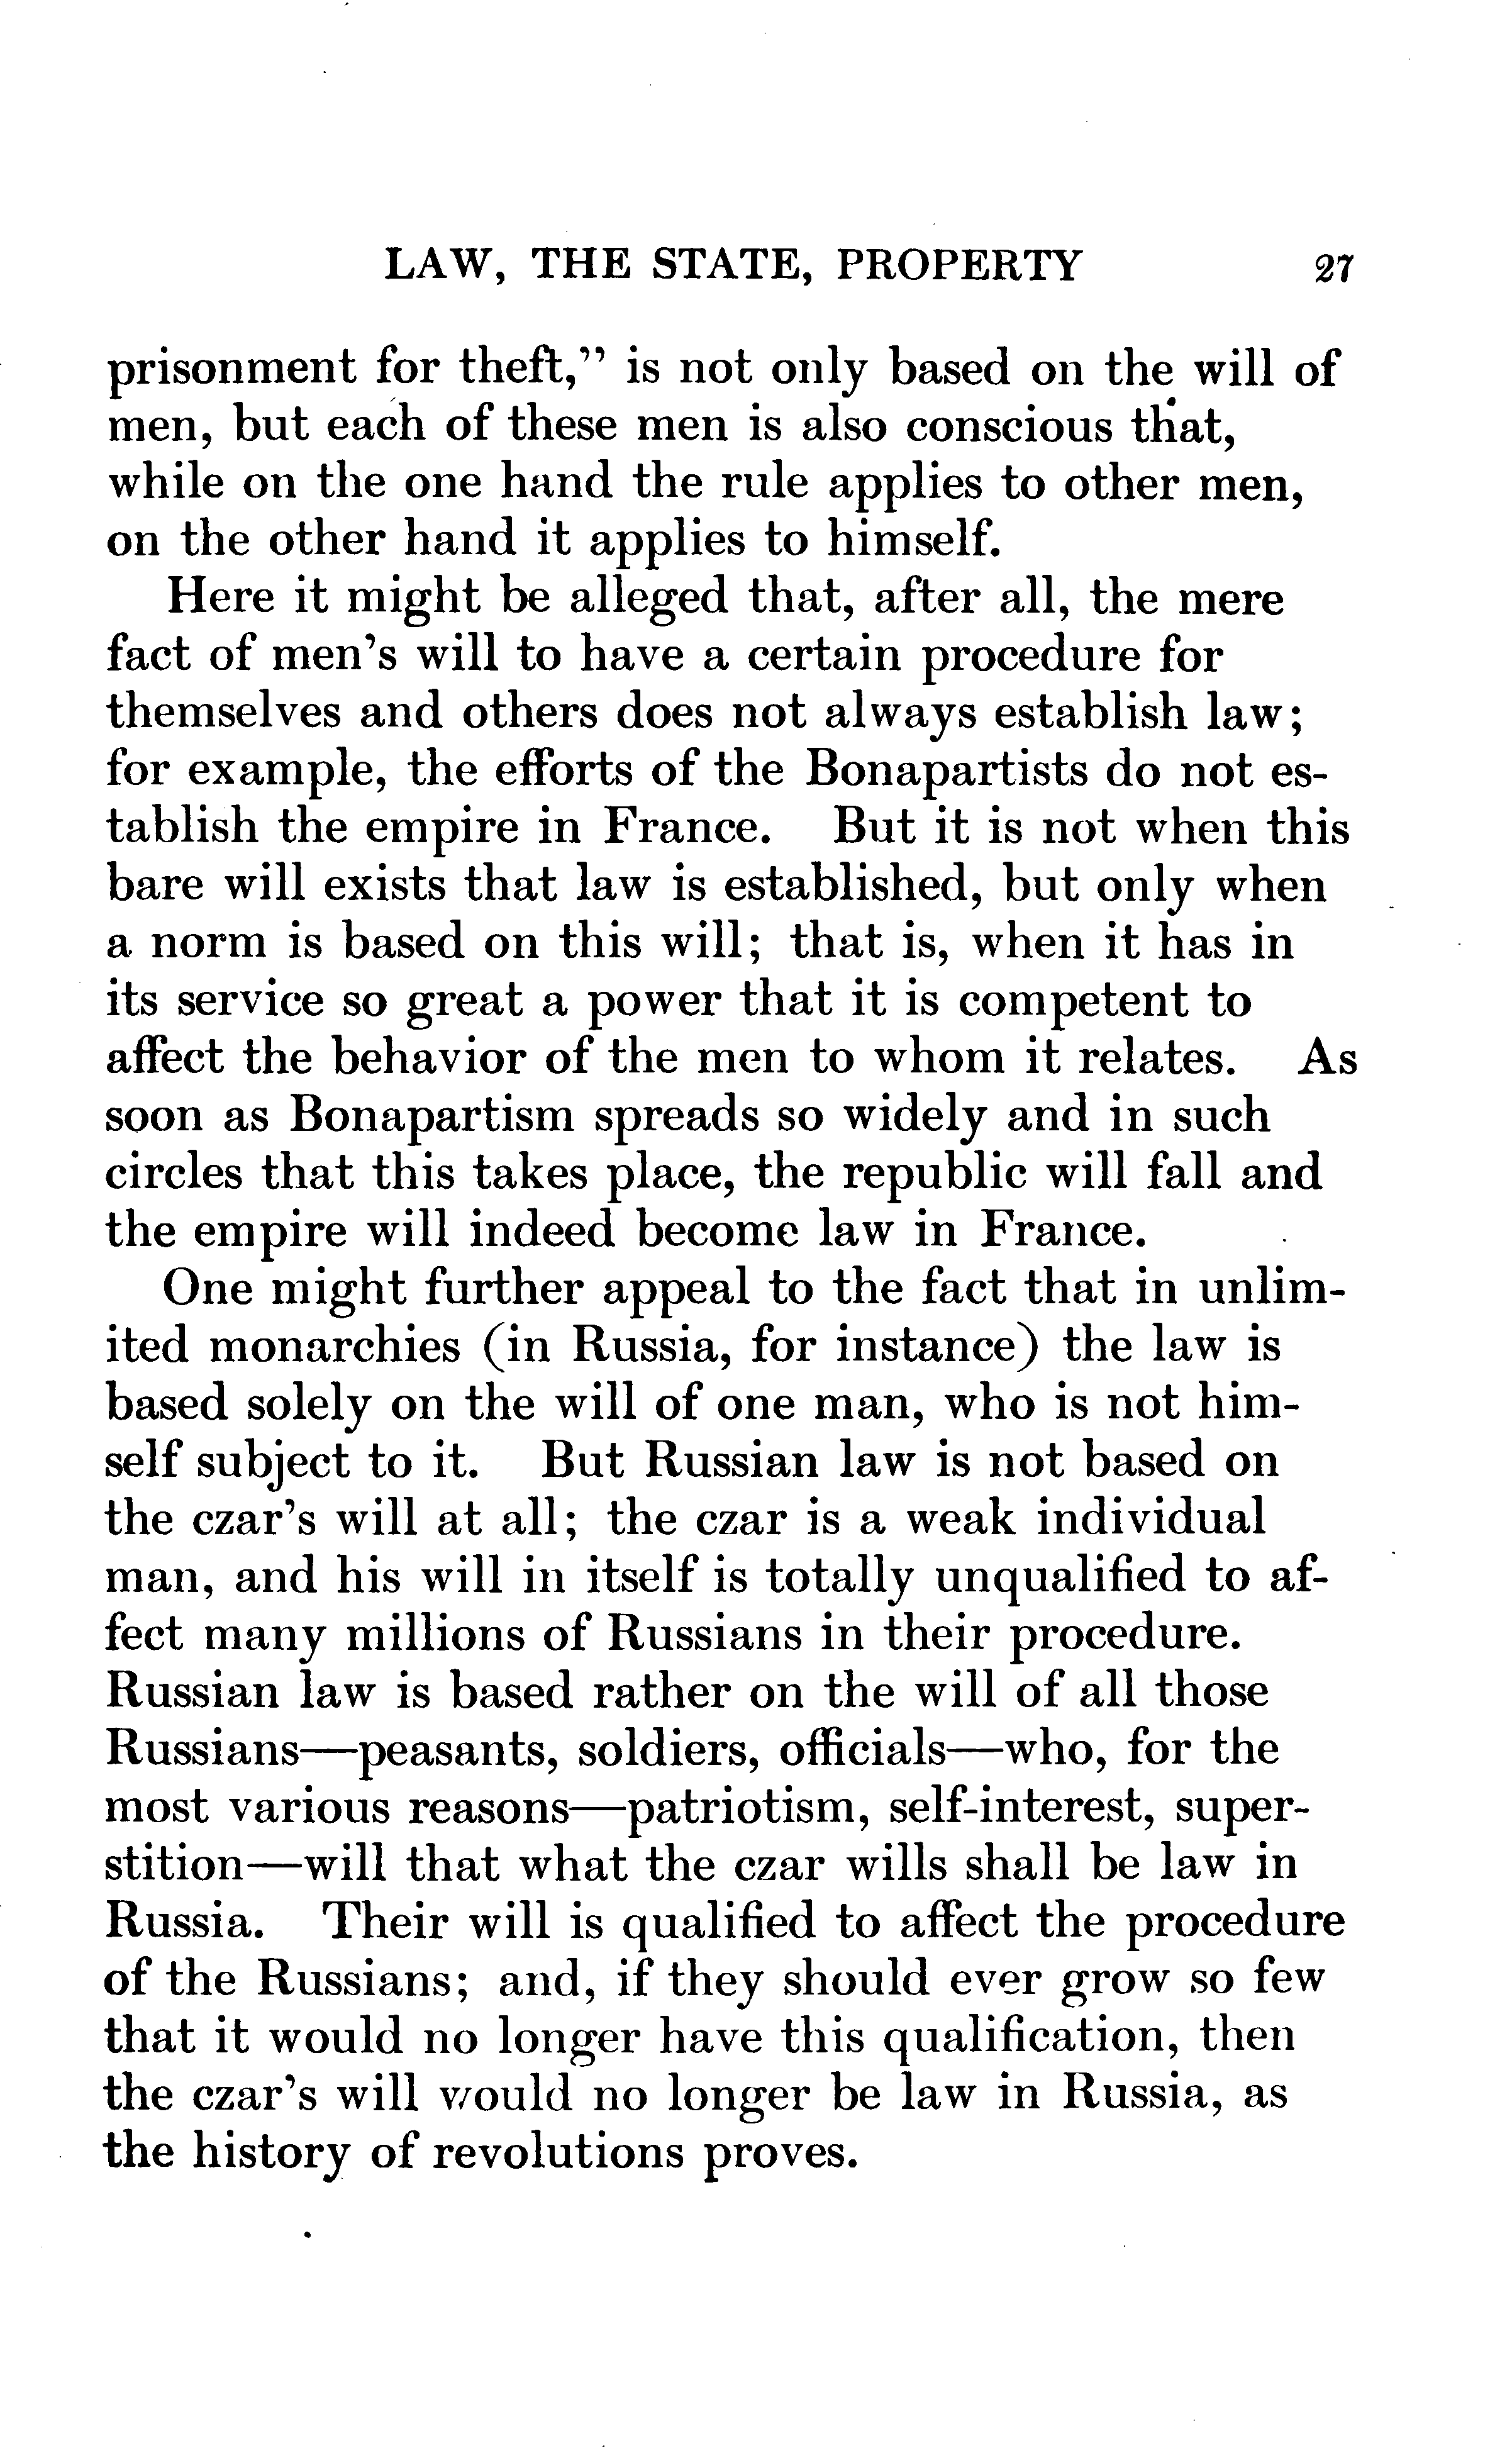 LAW, THE STATE, PROPERTY 27
prisonment for theft,” is not only based on the will of
men, but each of these men is also conscious that,
while on the one hand the rule applies to other men,
on the other hand it applies to himself.
Here it might be alleged that, after all, the mere
fact of men’s will to have a certain procedure for
themselves and others does not always establish law;
for example, the efforts of the Bonapartists do not es-
tablish the empire in France. But it is not when this
bare will exists that law is established, but only when
a norm is based on this will; that is, when it has in
its service so great a power that it is competent to
affect the behavior of the men to whom it relates. As
soon as Bonapartism spreads so widely and in such
circles that this takes place, the republic will fall and
the empire will indeed become law in France.
One might further appeal to the fact that in unlim-
ited monarchies (in Russia, for instance) the law is
based solely on the will of one man, who is not him-
self subject to it. But Russian law is not based on
the czar’s will at all; the czar is a weak individual
man, and his will in itself is totally unqualified to af-
fect many millions of Russians in their procedure.
Russian law is based rather on the will of all those
Russians—peasants, soldiers, officials—who, for the
most various reasons—patriotism, self-interest, super-
stition—will that what the czar wills shall be law in
Russia. Their will is qualified to affect the procedure
of the Russians; and, if they should ever grow so few
that it would no longer have this qualification, then
the czar’s will would no longer be law in Russia, as
the history of revolutions proves.